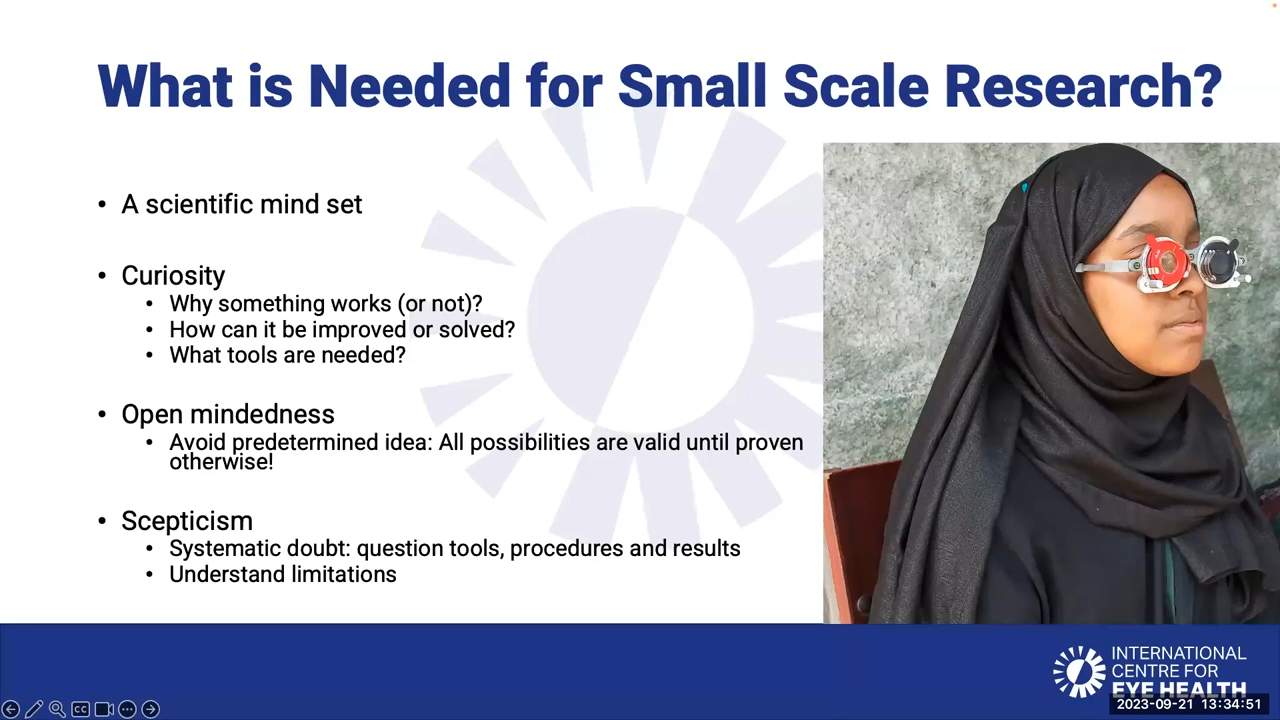 What is Needed for Small Scale Research?
• A scientific mind set
• Curiosity
• Why something works (or not)?
• How can it be improved or solved?
• What tools are needed?
• Open mindedness
• Avoid predetermined idea: All possibilities are valid until proven
otherwise!
• Scepticism
• Systematic doubt: question tools, procedures and results
• Understand limitations
INTERNATIONAL
CENTRE FOR
EYE HEALTH
2023-09-21 13:34:51
CC